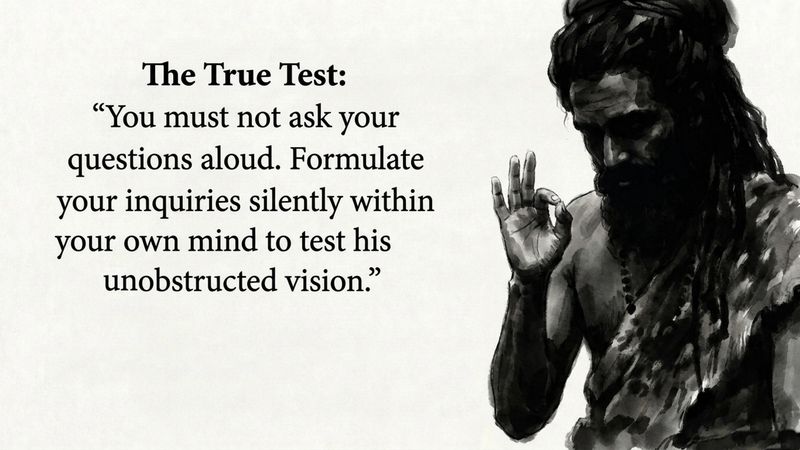 The True Test:
“You must not ask your
questions aloud. Formulate
your inquiries silently within
your own mind to test his
unobstructed vision.”